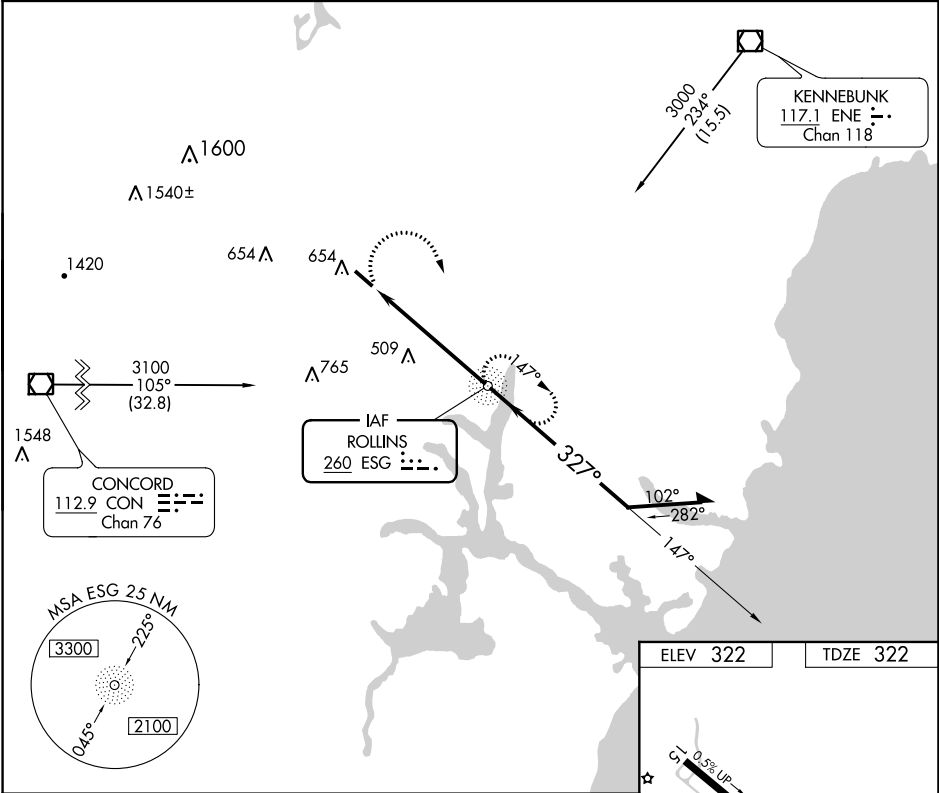 KENNEBUNK
117.1 ENE
Chan 118
3000
234°
(15.5)
1600
1540±
1420
654
654
509
765
3100
105°
(32.8)
1548
CONCORD
112.9 CON
Chan 76
IAF
ROLLINS
260 ESG
147°
327°
102°
282°
147°
MSA ESG 25 NM
3300
225°
045°
2100
ELEV 322
TDZE 322
15
0.5% UP